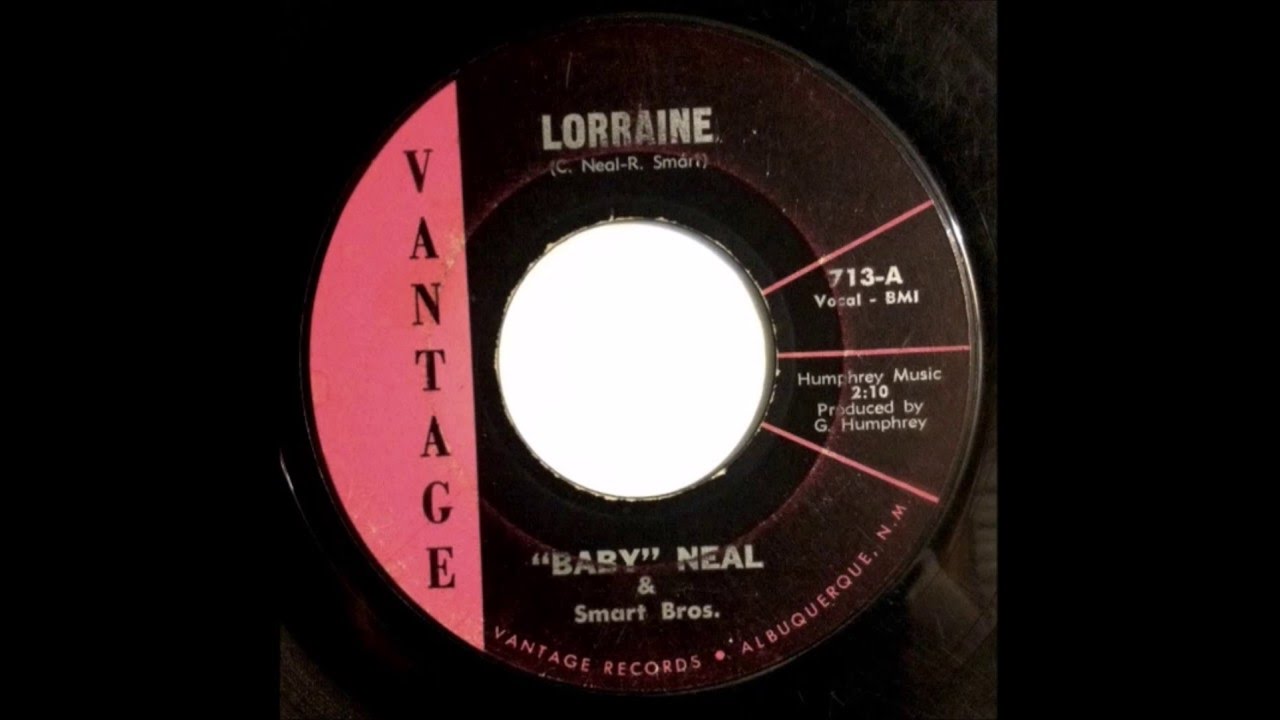 VANTAGE
LORRAINE
(C. Neal-R. Smart)
713-A
Vocal - BMI
Humphrey Music
2:10
Produced by
G. Humphrey
"BABY" NEAL
&
Smart Bros.
VANTAGE RECORDS • ALBUQUERQUE, N.M